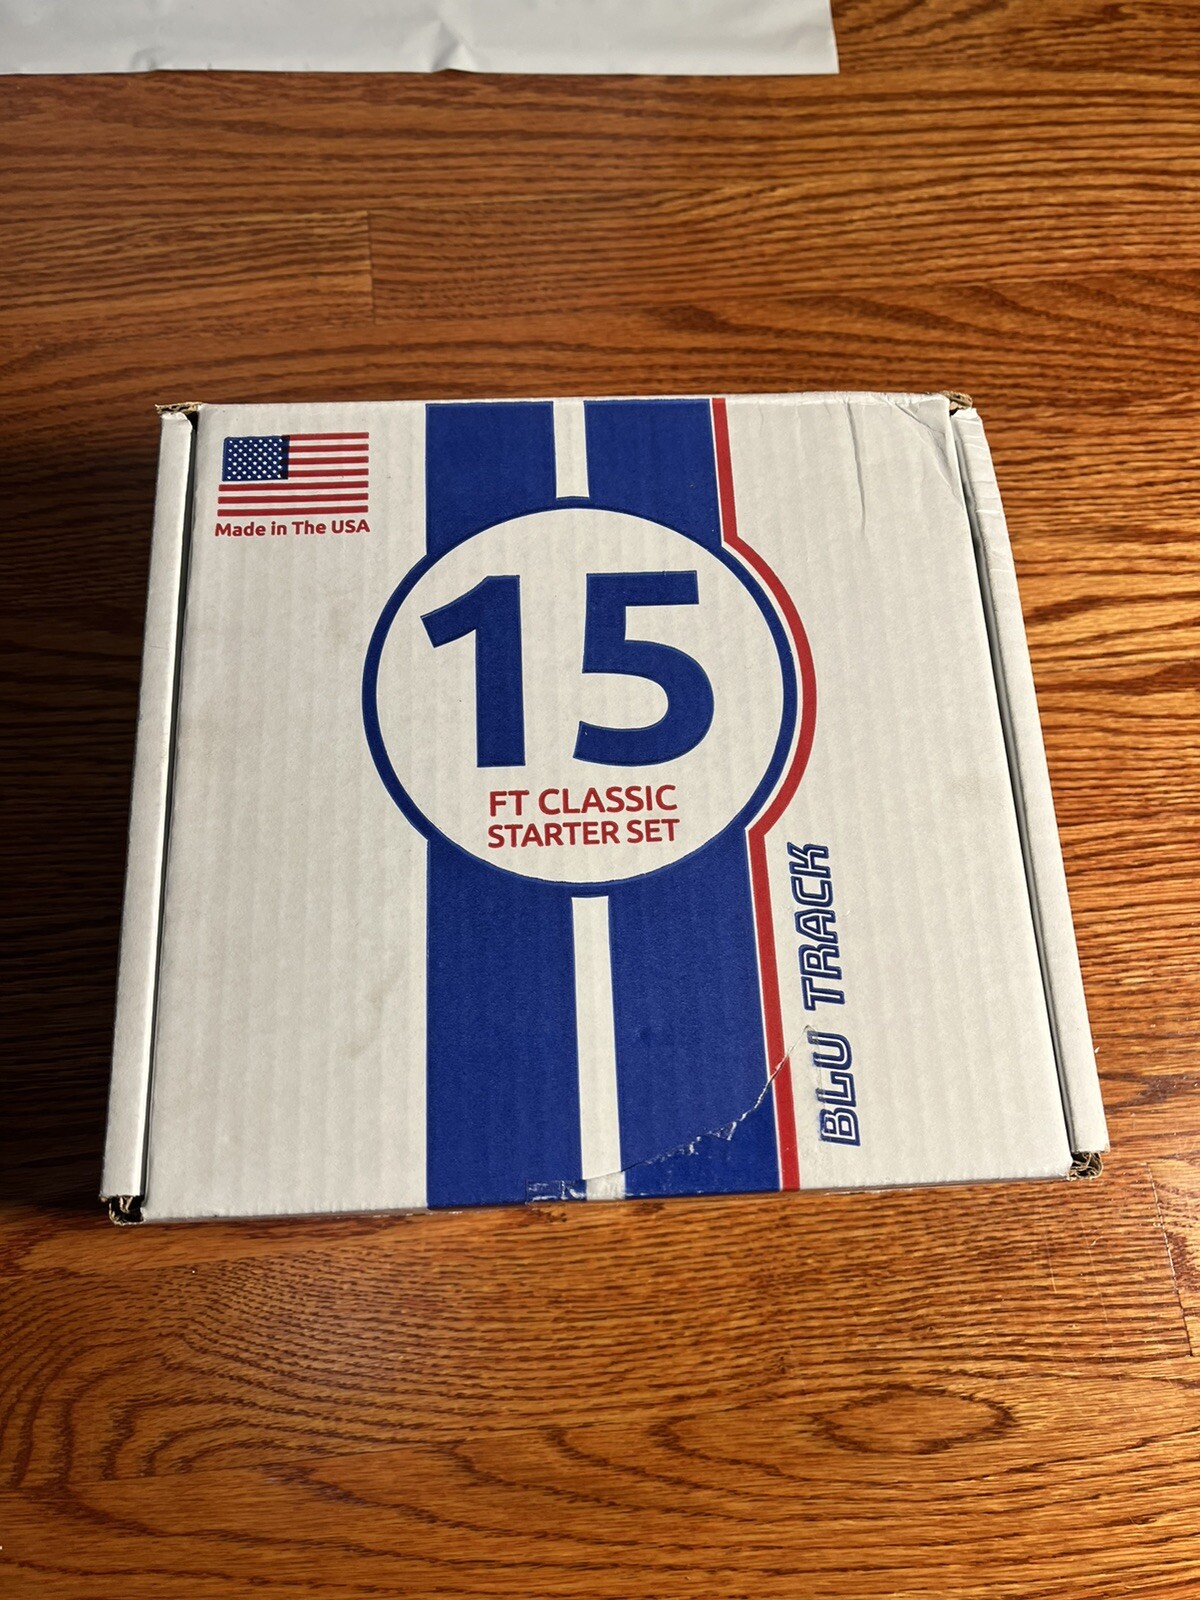 Made in The USA
15
FT CLASSIC
STARTER SET
BLU TRACK